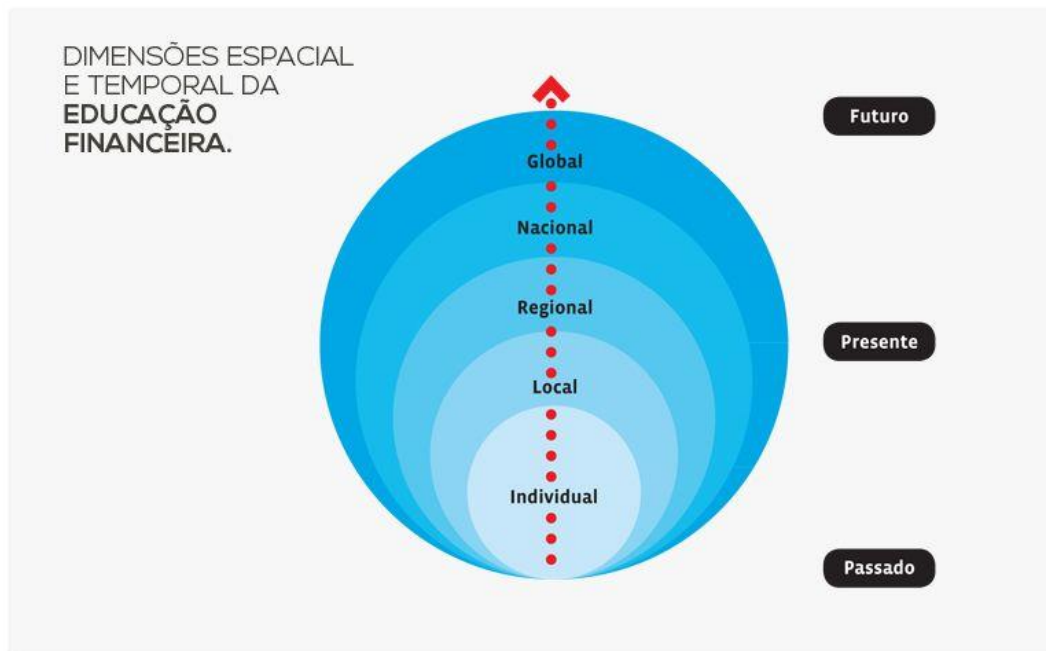 DIMENSÕES ESPACIAL
E TEMPORAL DA
EDUCAÇÃO
FINANCEIRA.
Futuro
Global
Nacional
Regional
Presente
Local
Individual
Passado